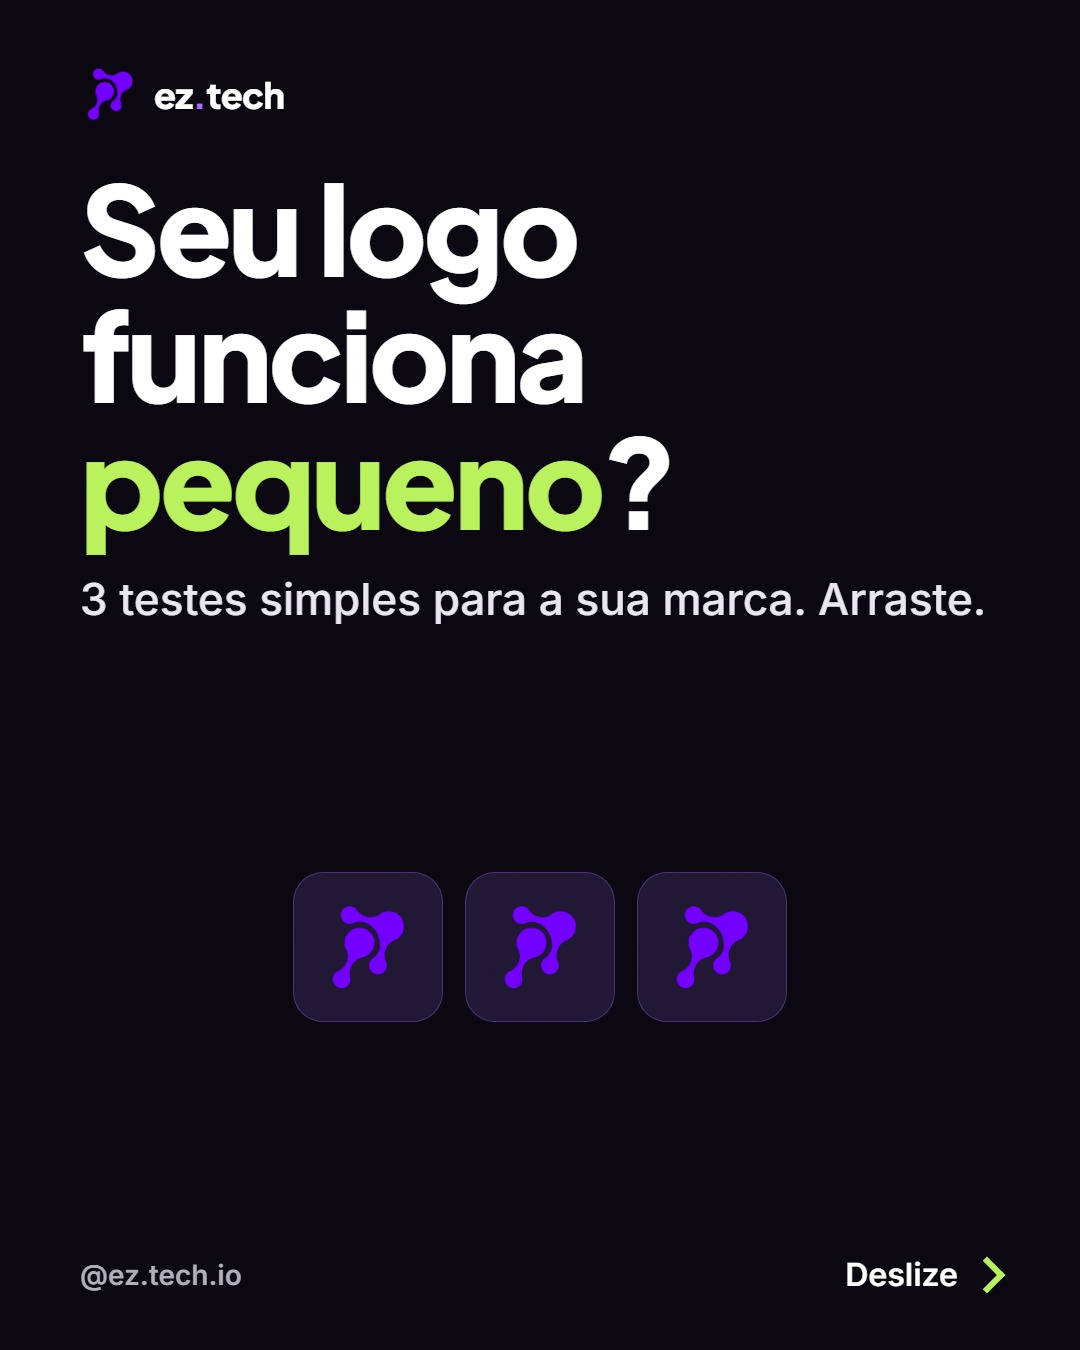 ez.tech
Seu logo
funciona
pequeno?
3 testes simples para a sua marca. Arraste.
@ez.tech.io
Deslize